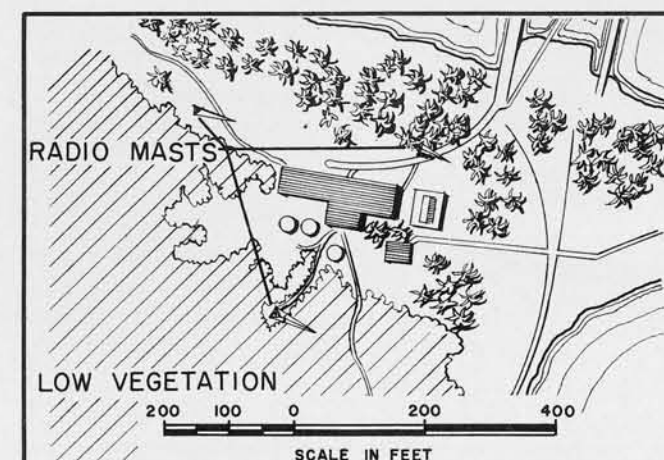 RADIO MASTS
LOW VEGETATION
200 100 0 200 400
SCALE IN FEET